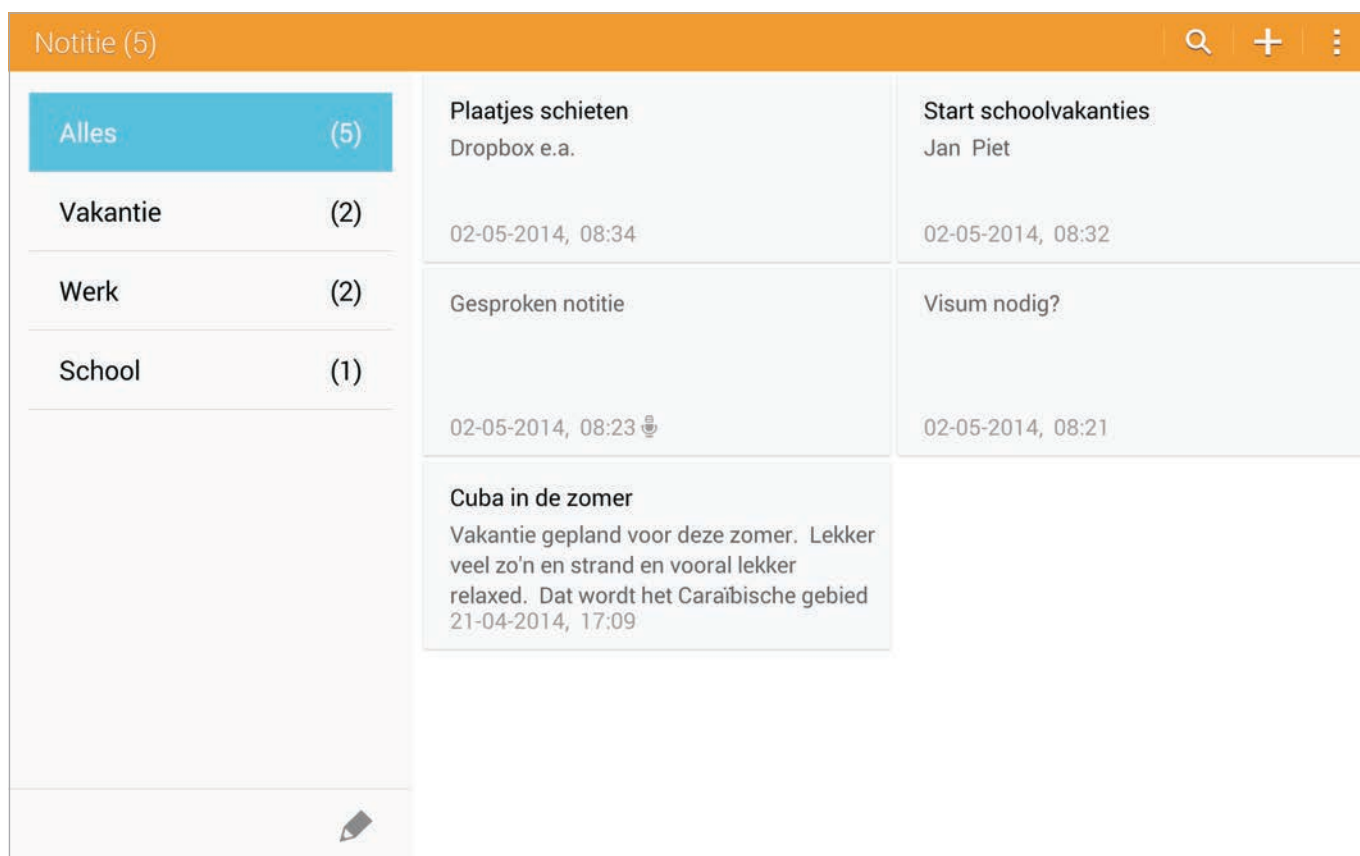 Notitie (5)
Alles (5)
Vakantie (2)
Werk (2)
School (1)
Plaatjes schieten
Dropbox e.a.
02-05-2014, 08:34
Start schoolvakanties
Jan Piet
02-05-2014, 08:32
Gesproken notitie
02-05-2014, 08:23
Visum nodig?
02-05-2014, 08:21
Cuba in de zomer
Vakantie gepland voor deze zomer. Lekker
veel zo'n en strand en vooral lekker
relaxed. Dat wordt het Caraïbische gebied
21-04-2014, 17:09